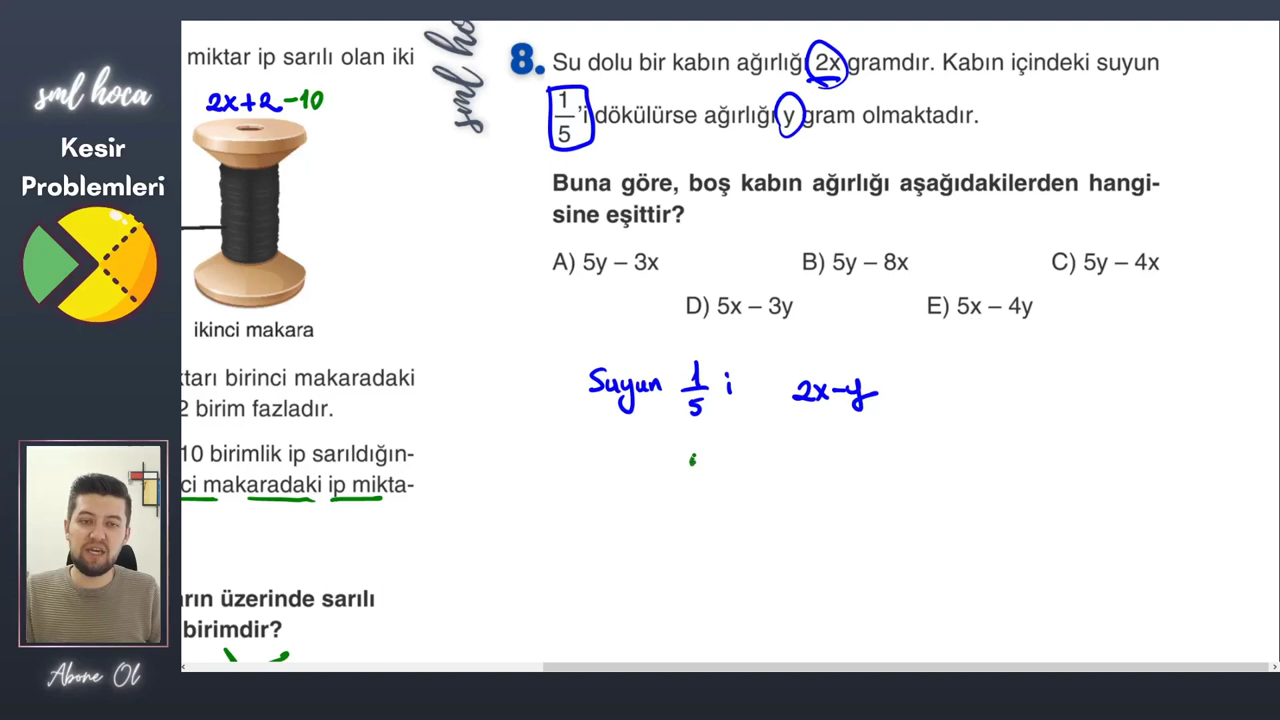 sml hoca
Kesir
Problemleri
Abone Ol
miktar ip sarılı olan iki
2x+2-10
ikinci makara
ktarı birinci makaradaki
2 birim fazladır.
10 birimlik ip sarıldığın-
ci makaradaki ip mikta-
rın üzerinde sarılı
birimdir?
sml ho
8. Su dolu bir kabın ağırlığı 2x gramdır. Kabın içindeki suyun
1/5 'i dökülürse ağırlığı y gram olmaktadır.
Buna göre, boş kabın ağırlığı aşağıdakilerden hangi-
sine eşittir?
A) 5y – 3x B) 5y – 8x C) 5y – 4x
D) 5x – 3y E) 5x – 4y
Suyun 1/5 i 2x-y